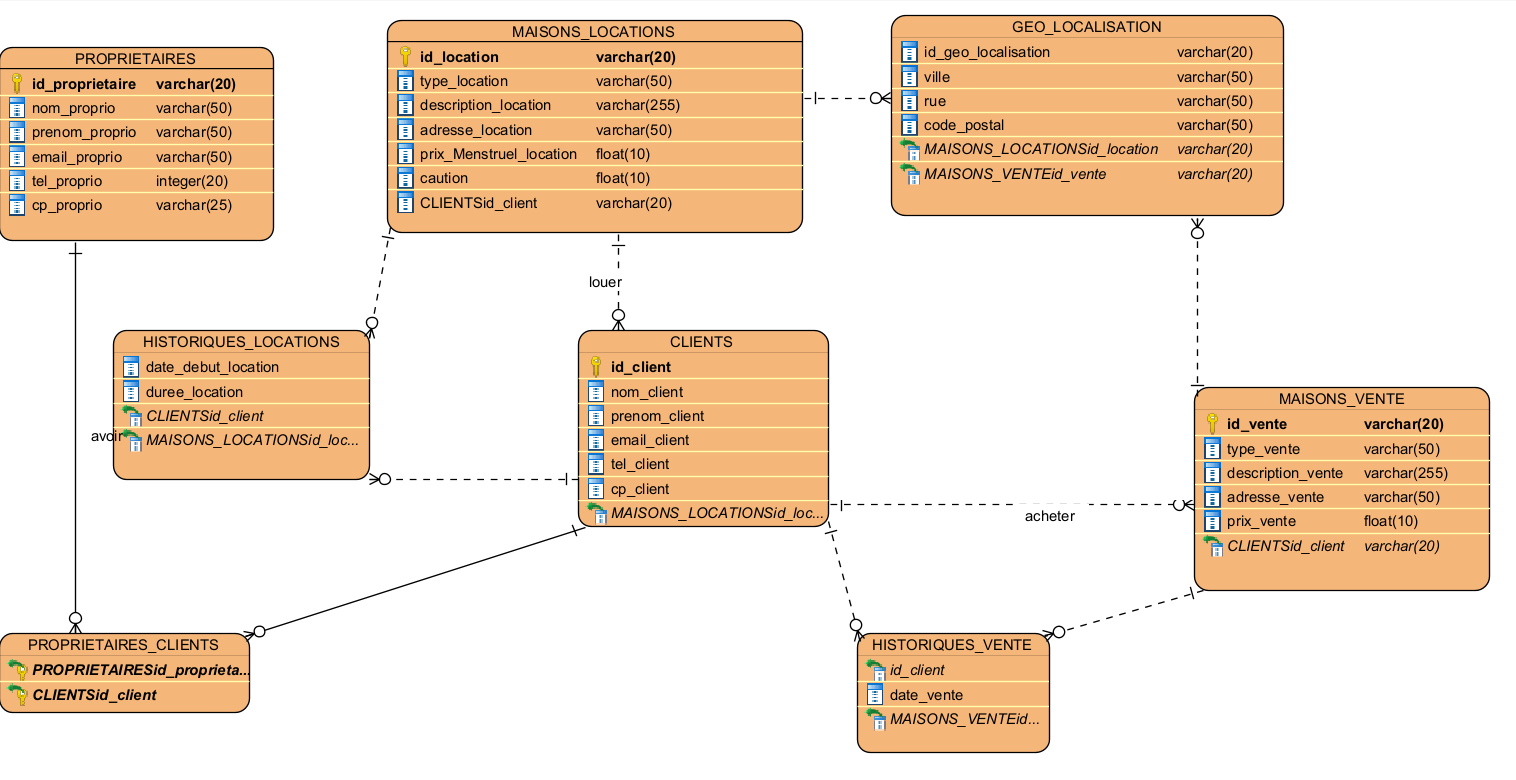 PROPRIETAIRES
id_proprietaire varchar(20)
nom_proprio varchar(50)
prenom_proprio varchar(50)
email_proprio varchar(50)
tel_proprio integer(20)
cp_proprio varchar(25)
MAISONS_LOCATIONS
id_location varchar(20)
type_location varchar(50)
description_location varchar(255)
adresse_location varchar(50)
prix_Menstruel_location float(10)
caution float(10)
CLIENTSid_client varchar(20)
GEO_LOCALISATION
id_geo_localisation varchar(20)
ville varchar(50)
rue varchar(50)
code_postal varchar(50)
MAISONS_LOCATIONSid_location varchar(20)
MAISONS_VENTEid_vente varchar(20)
louer
HISTORIQUES_LOCATIONS
date_debut_location
duree_location
CLIENTSid_client
MAISONS_LOCATIONSid_loc...
avoir
CLIENTS
id_client
nom_client
prenom_client
email_client
tel_client
cp_client
MAISONS_LOCATIONSid_loc...
acheter
MAISONS_VENTE
id_vente varchar(20)
type_vente varchar(50)
description_vente varchar(255)
adresse_vente varchar(50)
prix_vente float(10)
CLIENTSid_client varchar(20)
PROPRIETAIRES_CLIENTS
PROPRIETAIRESid_proprieta...
CLIENTSid_client
HISTORIQUES_VENTE
id_client
date_vente
MAISONS_VENTEid...